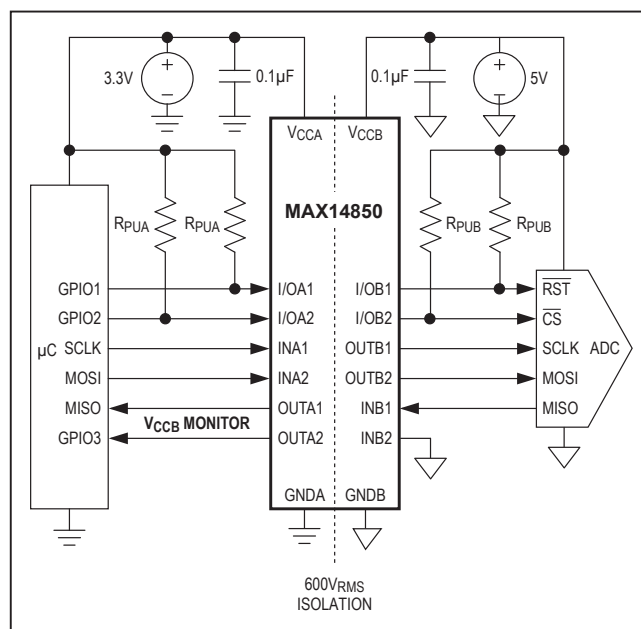 3.3V
0.1µF
0.1µF
5V
VCCA
VCCB
MAX14850
RPUA
RPUA
RPUB
RPUB
GPIO1
I/OA1
I/OB1
RST
GPIO2
I/OA2
I/OB2
CS
µC
SCLK
INA1
OUTB1
SCLK
ADC
MOSI
INA2
OUTB2
MOSI
MISO
OUTA1
INB1
MISO
VCCB MONITOR
GPIO3
OUTA2
INB2
GNDA
GNDB
600VRMS
ISOLATION